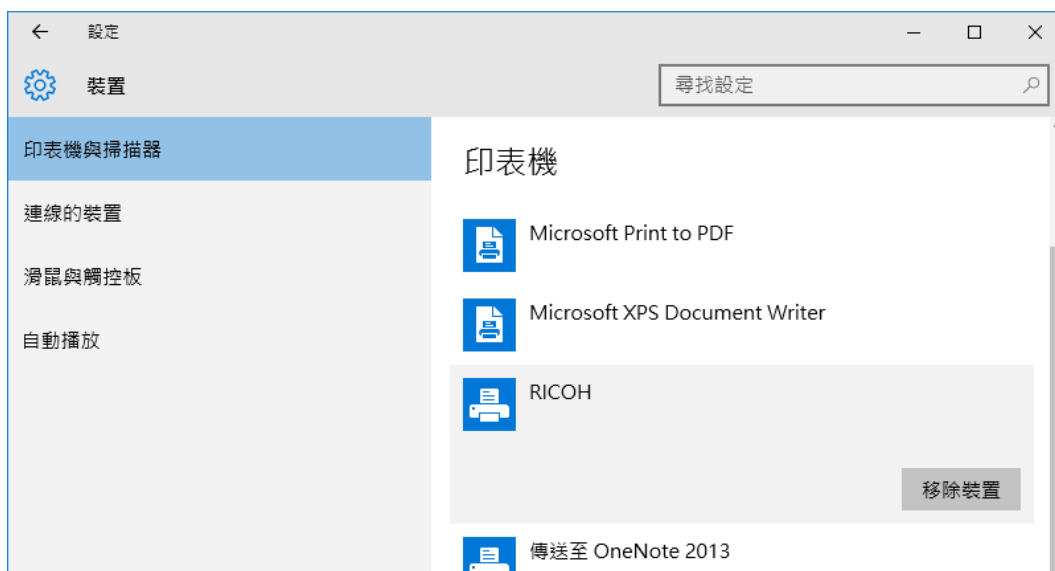 設定
裝置
尋找設定
印表機與掃描器
連線的裝置
滑鼠與觸控板
自動播放
印表機
Microsoft Print to PDF
Microsoft XPS Document Writer
RICOH
移除裝置
傳送至 OneNote 2013